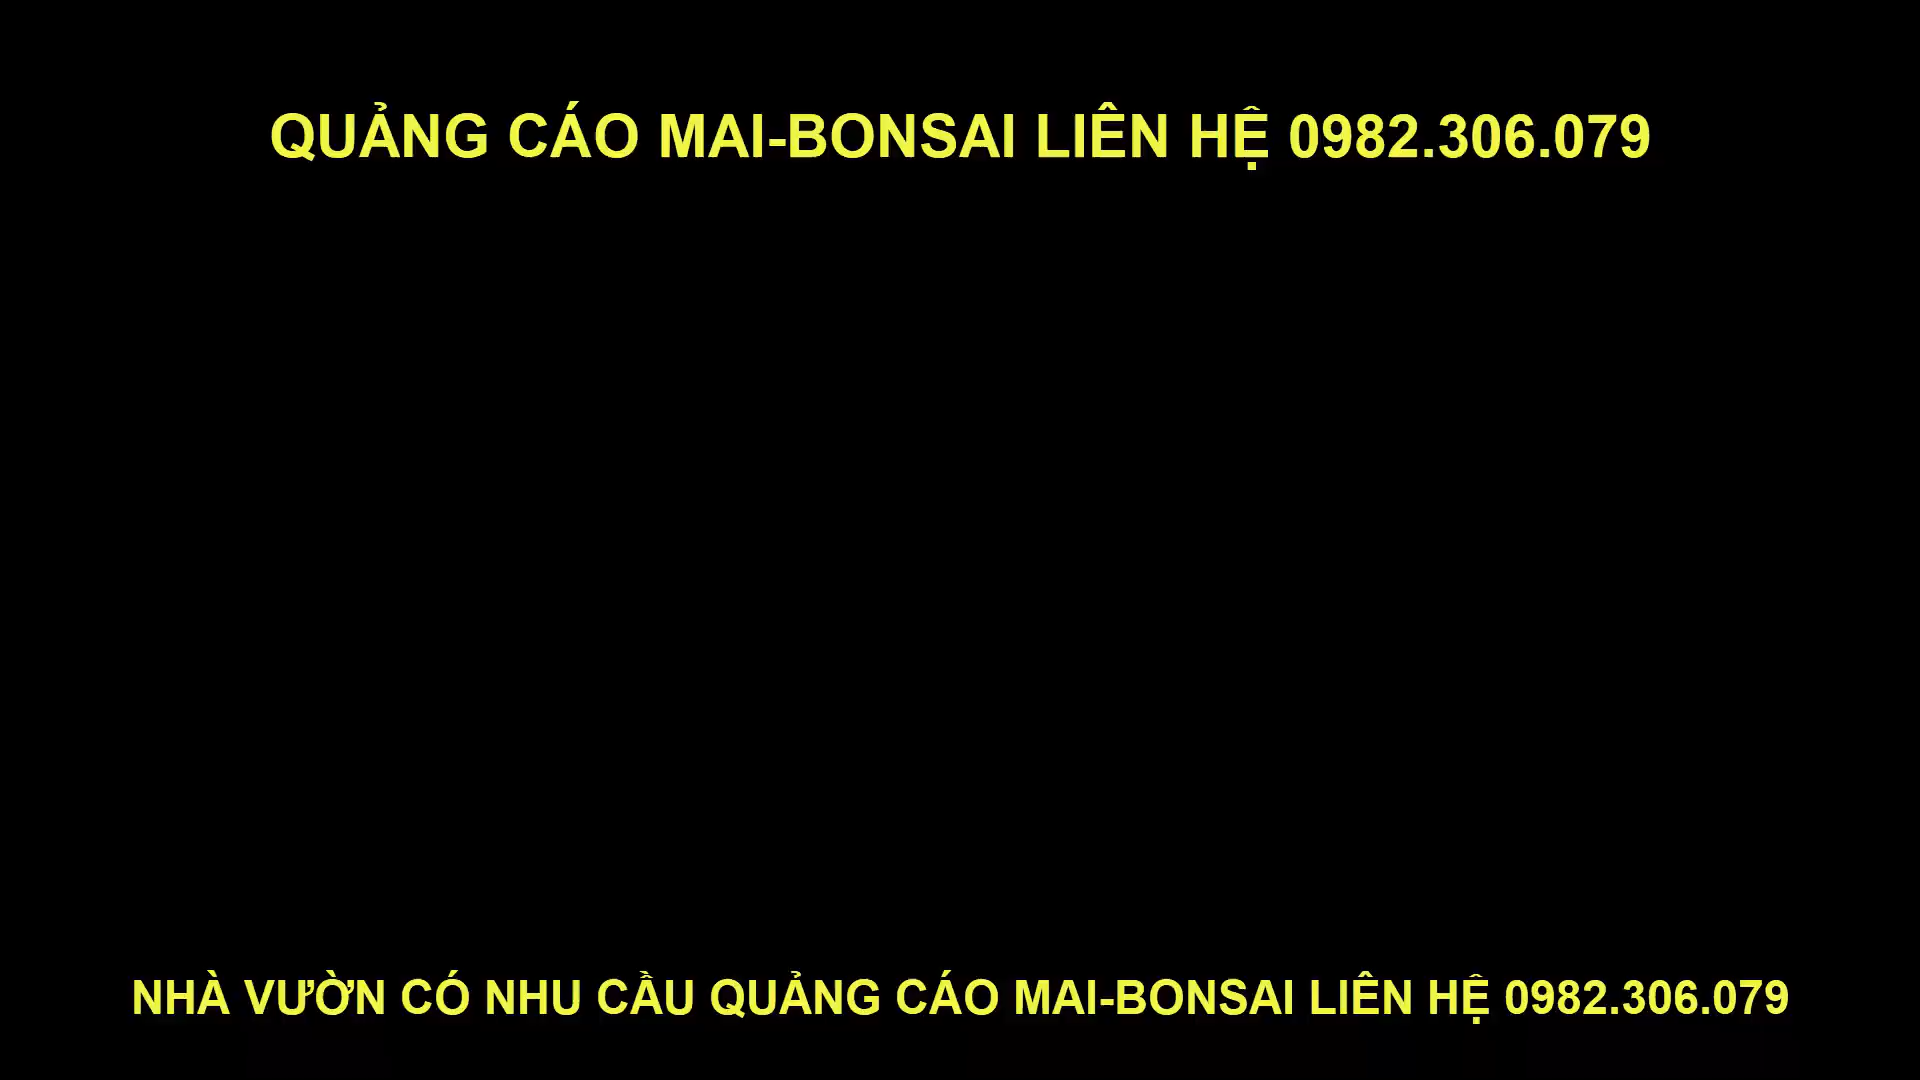 QUẢNG CÁO MAI-BONSAI LIÊN HỆ 0982.306.079
NHÀ VƯỜN CÓ NHU CẦU QUẢNG CÁO MAI-BONSAI LIÊN HỆ 0982.306.079